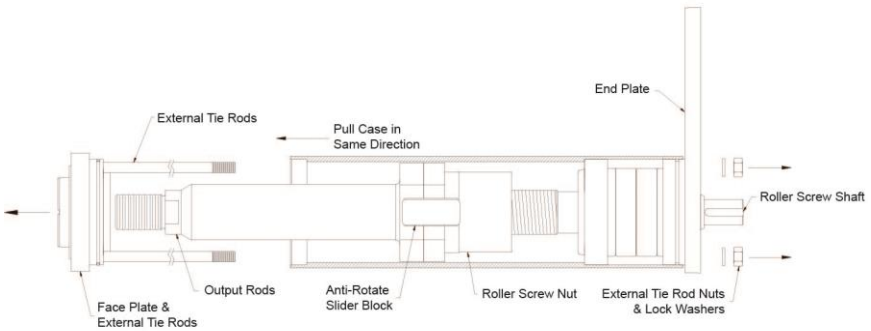 End Plate
External Tie Rods
Pull Case in
Same Direction
Roller Screw Shaft
Output Rods
Anti-Rotate
Slider Block
Roller Screw Nut
External Tie Rod Nuts
& Lock Washers
Face Plate &
External Tie Rods